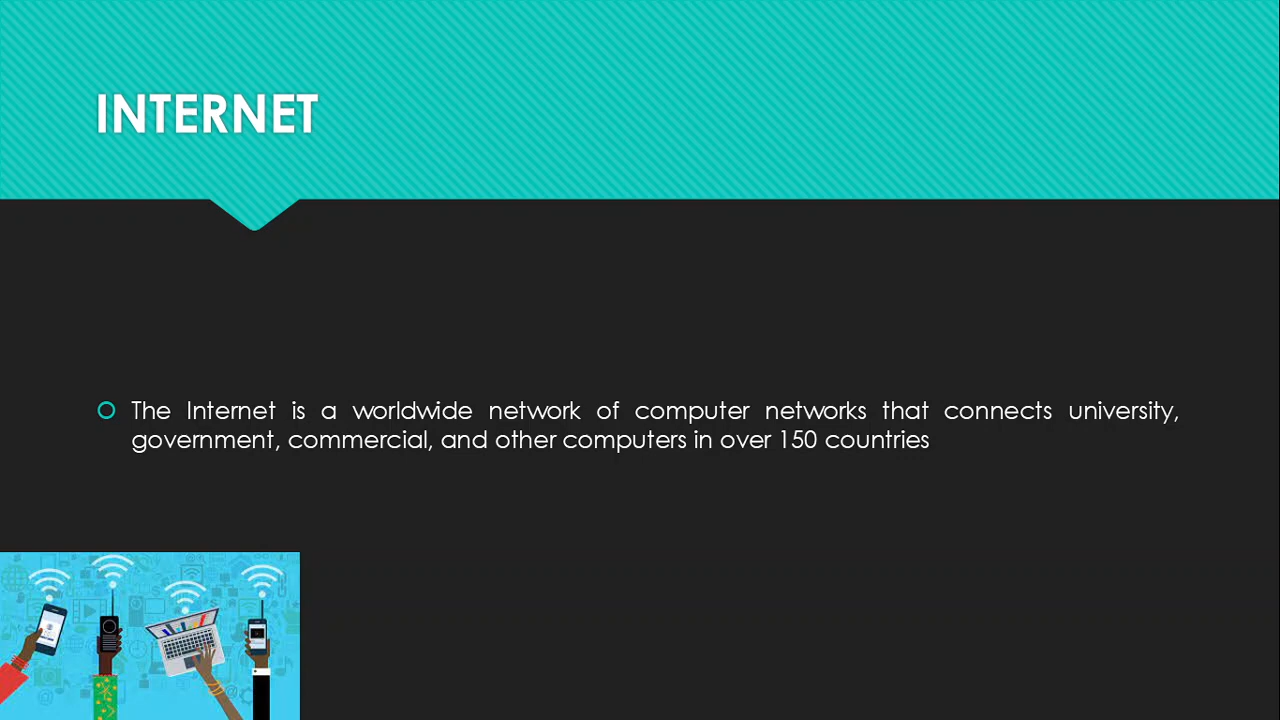 INTERNET
The Internet is a worldwide network of computer networks that connects university,
government, commercial, and other computers in over 150 countries